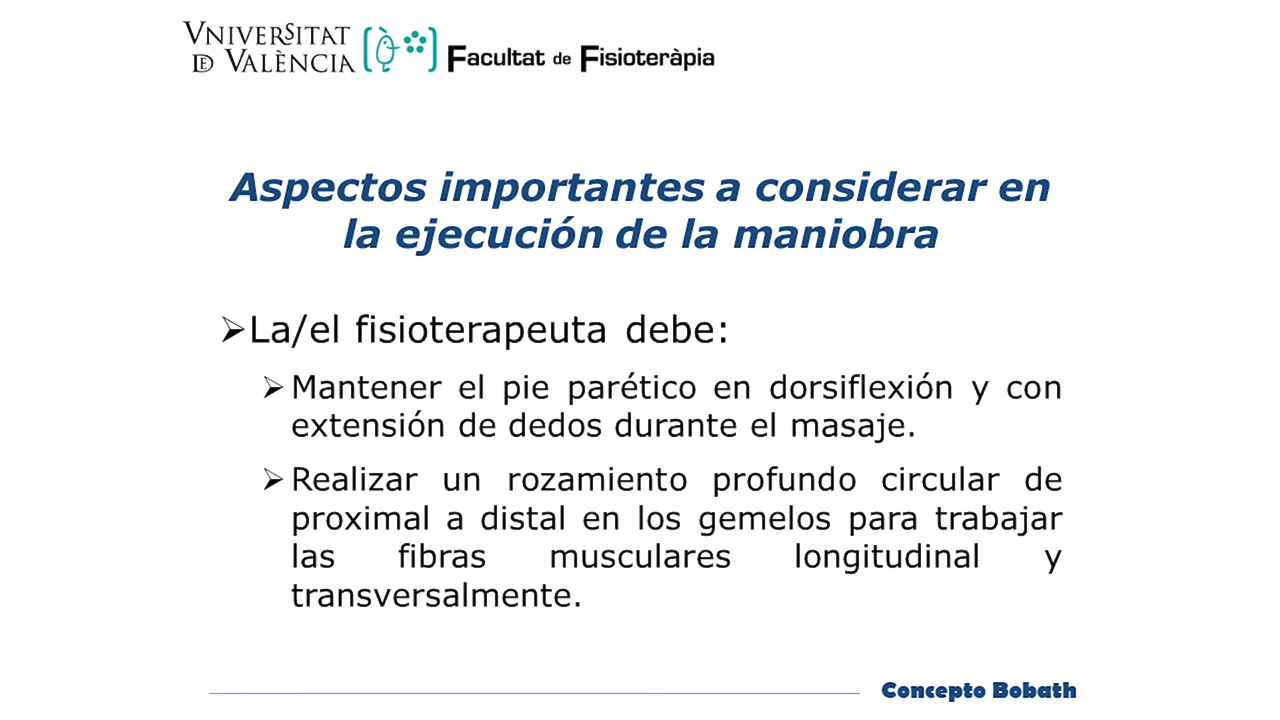 VNIVERSITAT
DE VALÈNCIA
Facultat de Fisioteràpia
Aspectos importantes a considerar en
la ejecución de la maniobra
La/el fisioterapeuta debe:
Mantener el pie parético en dorsiflexión y con
extensión de dedos durante el masaje.
Realizar un rozamiento profundo circular de
proximal a distal en los gemelos para trabajar
las fibras musculares longitudinal y
transversalmente.
Concepto Bobath